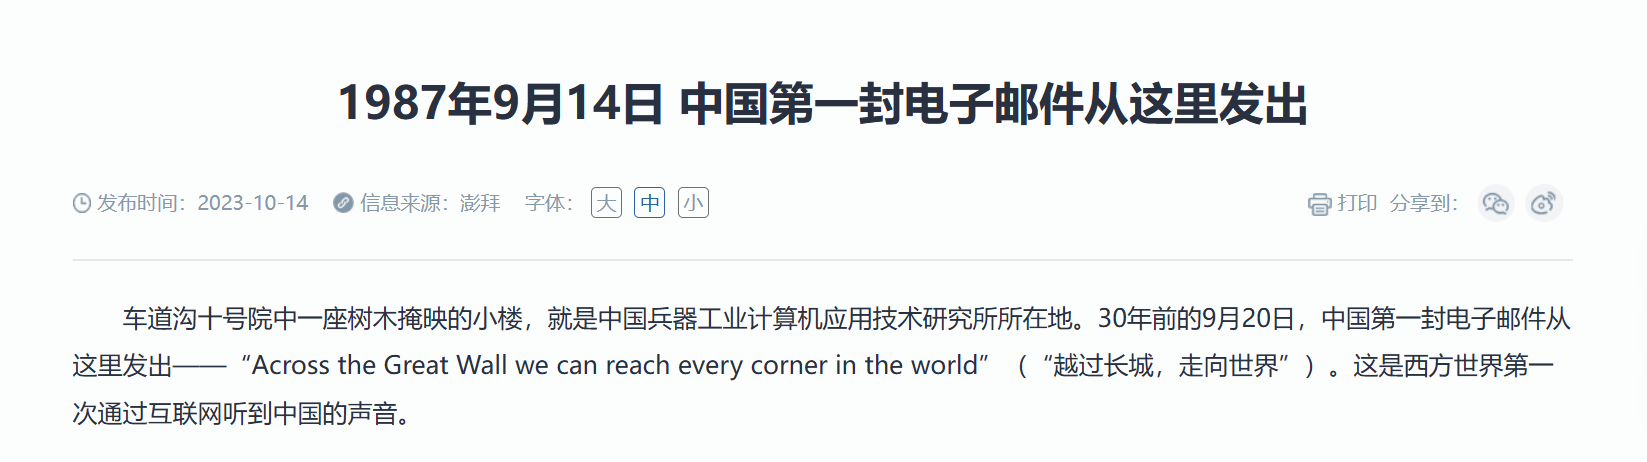 1987年9月14日 中国第一封电子邮件从这里发出
发布时间：2023-10-14 信息来源：澎拜 字体： 大 中 小 打印 分享到：
车道沟十号院中一座树木掩映的小楼，就是中国兵器工业计算机应用技术研究所所在地。30年前的9月20日，中国第一封电子邮件从
这里发出——“Across the Great Wall we can reach every corner in the world”（“越过长城，走向世界”）。这是西方世界第一
次通过互联网听到中国的声音。